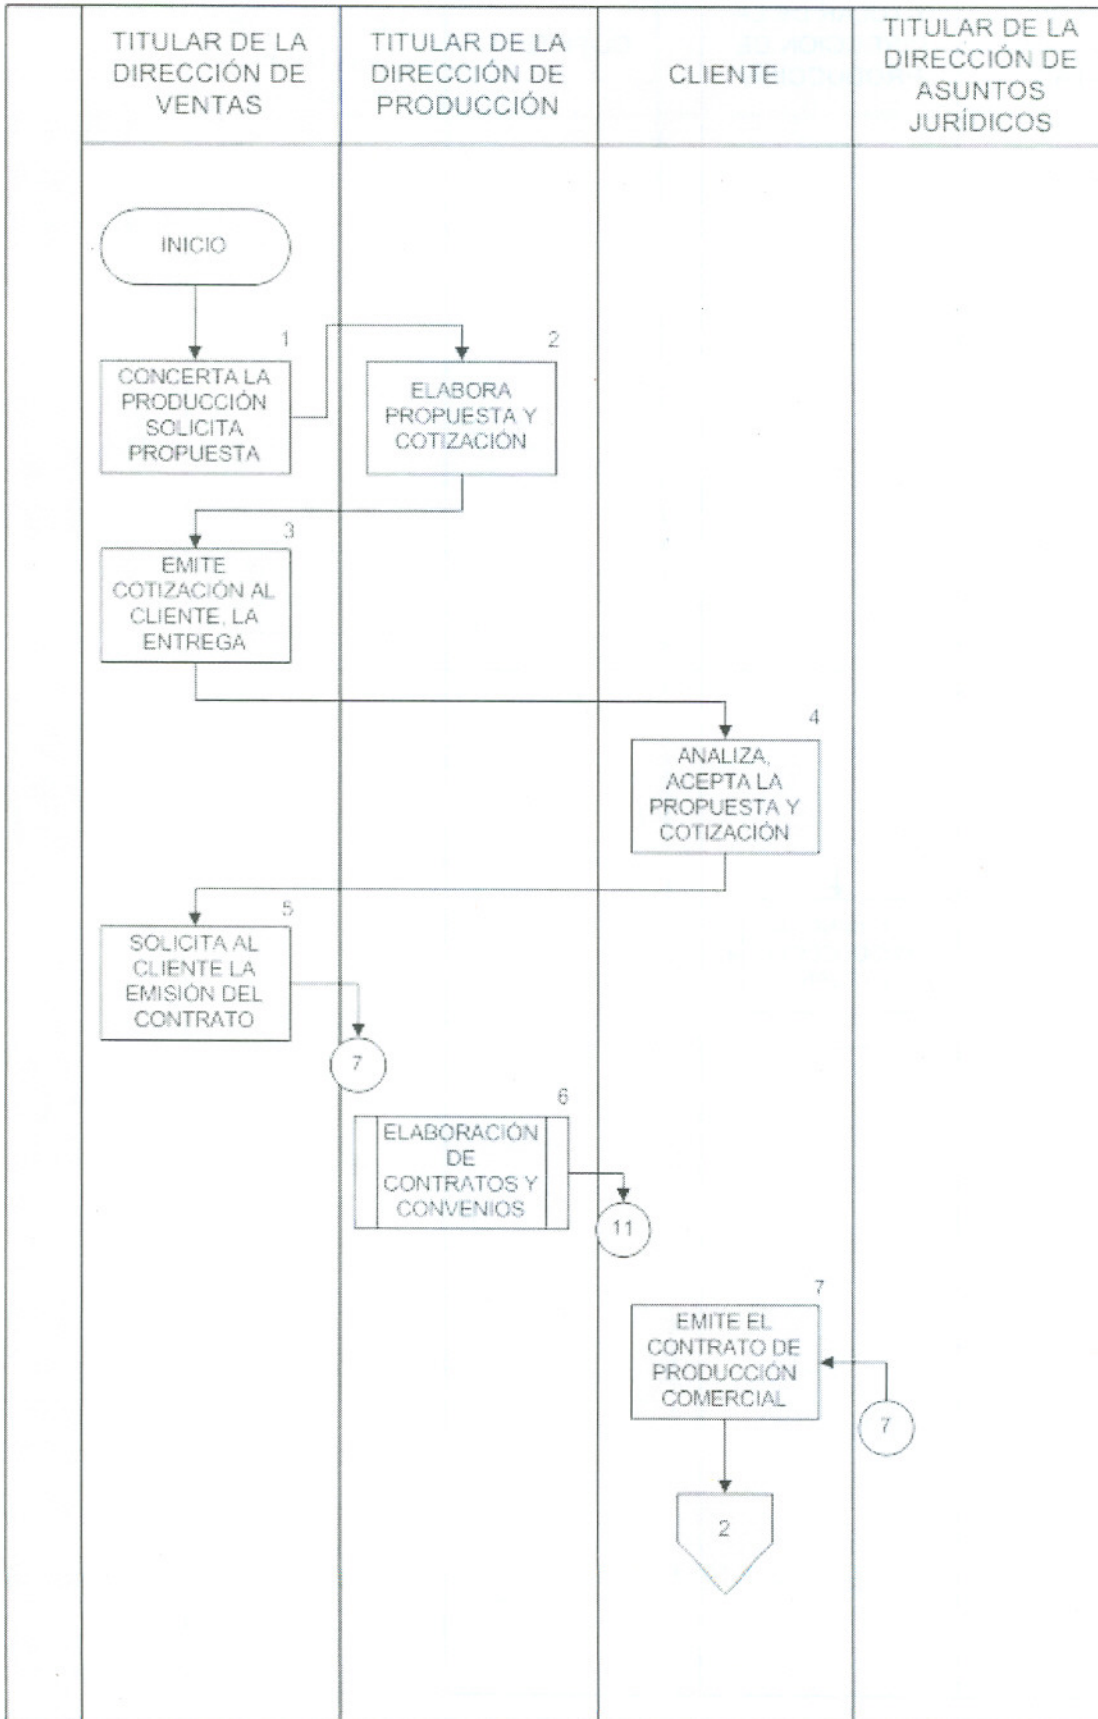 TITULAR DE LA
DIRECCIÓN DE
VENTAS
TITULAR DE LA
DIRECCIÓN DE
PRODUCCIÓN
CLIENTE
TITULAR DE LA
DIRECCIÓN DE
ASUNTOS
JURÍDICOS
INICIO
1
CONCERTA LA
PRODUCCIÓN
SOLICITA
PROPUESTA
2
ELABORA
PROPUESTA Y
COTIZACIÓN
3
EMITE
COTIZACIÓN AL
CLIENTE, LA
ENTREGA
4
ANALIZA,
ACEPTA LA
PROPUESTA Y
COTIZACIÓN
5
SOLICITA AL
CLIENTE LA
EMISIÓN DEL
CONTRATO
7
6
ELABORACIÓN
DE
CONTRATOS Y
CONVENIOS
11
7
EMITE EL
CONTRATO DE
PRODUCCIÓN
COMERCIAL
7
2